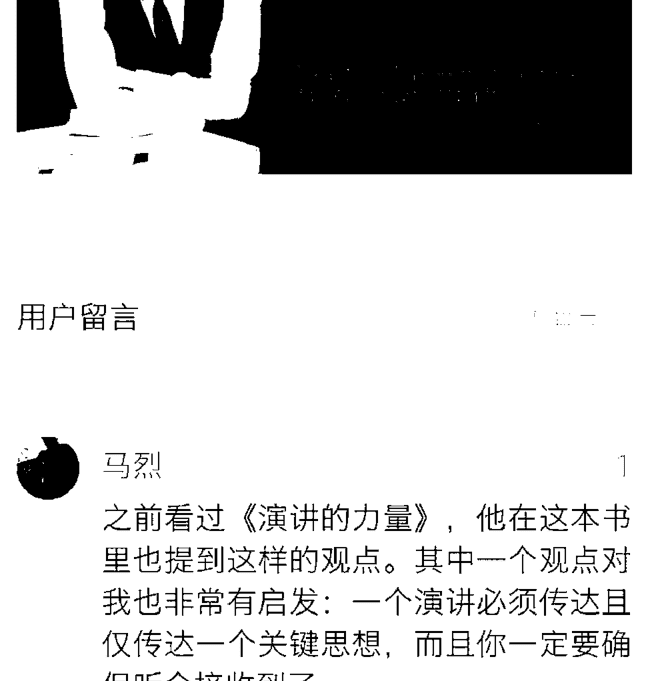 用户留言
马烈
1
之前看过《演讲的力量》，他在这本书
里也提到这样的观点。其中一个观点对
我也非常有启发：一个演讲必须传达且
仅传达一个关键思想，而且你一定要确